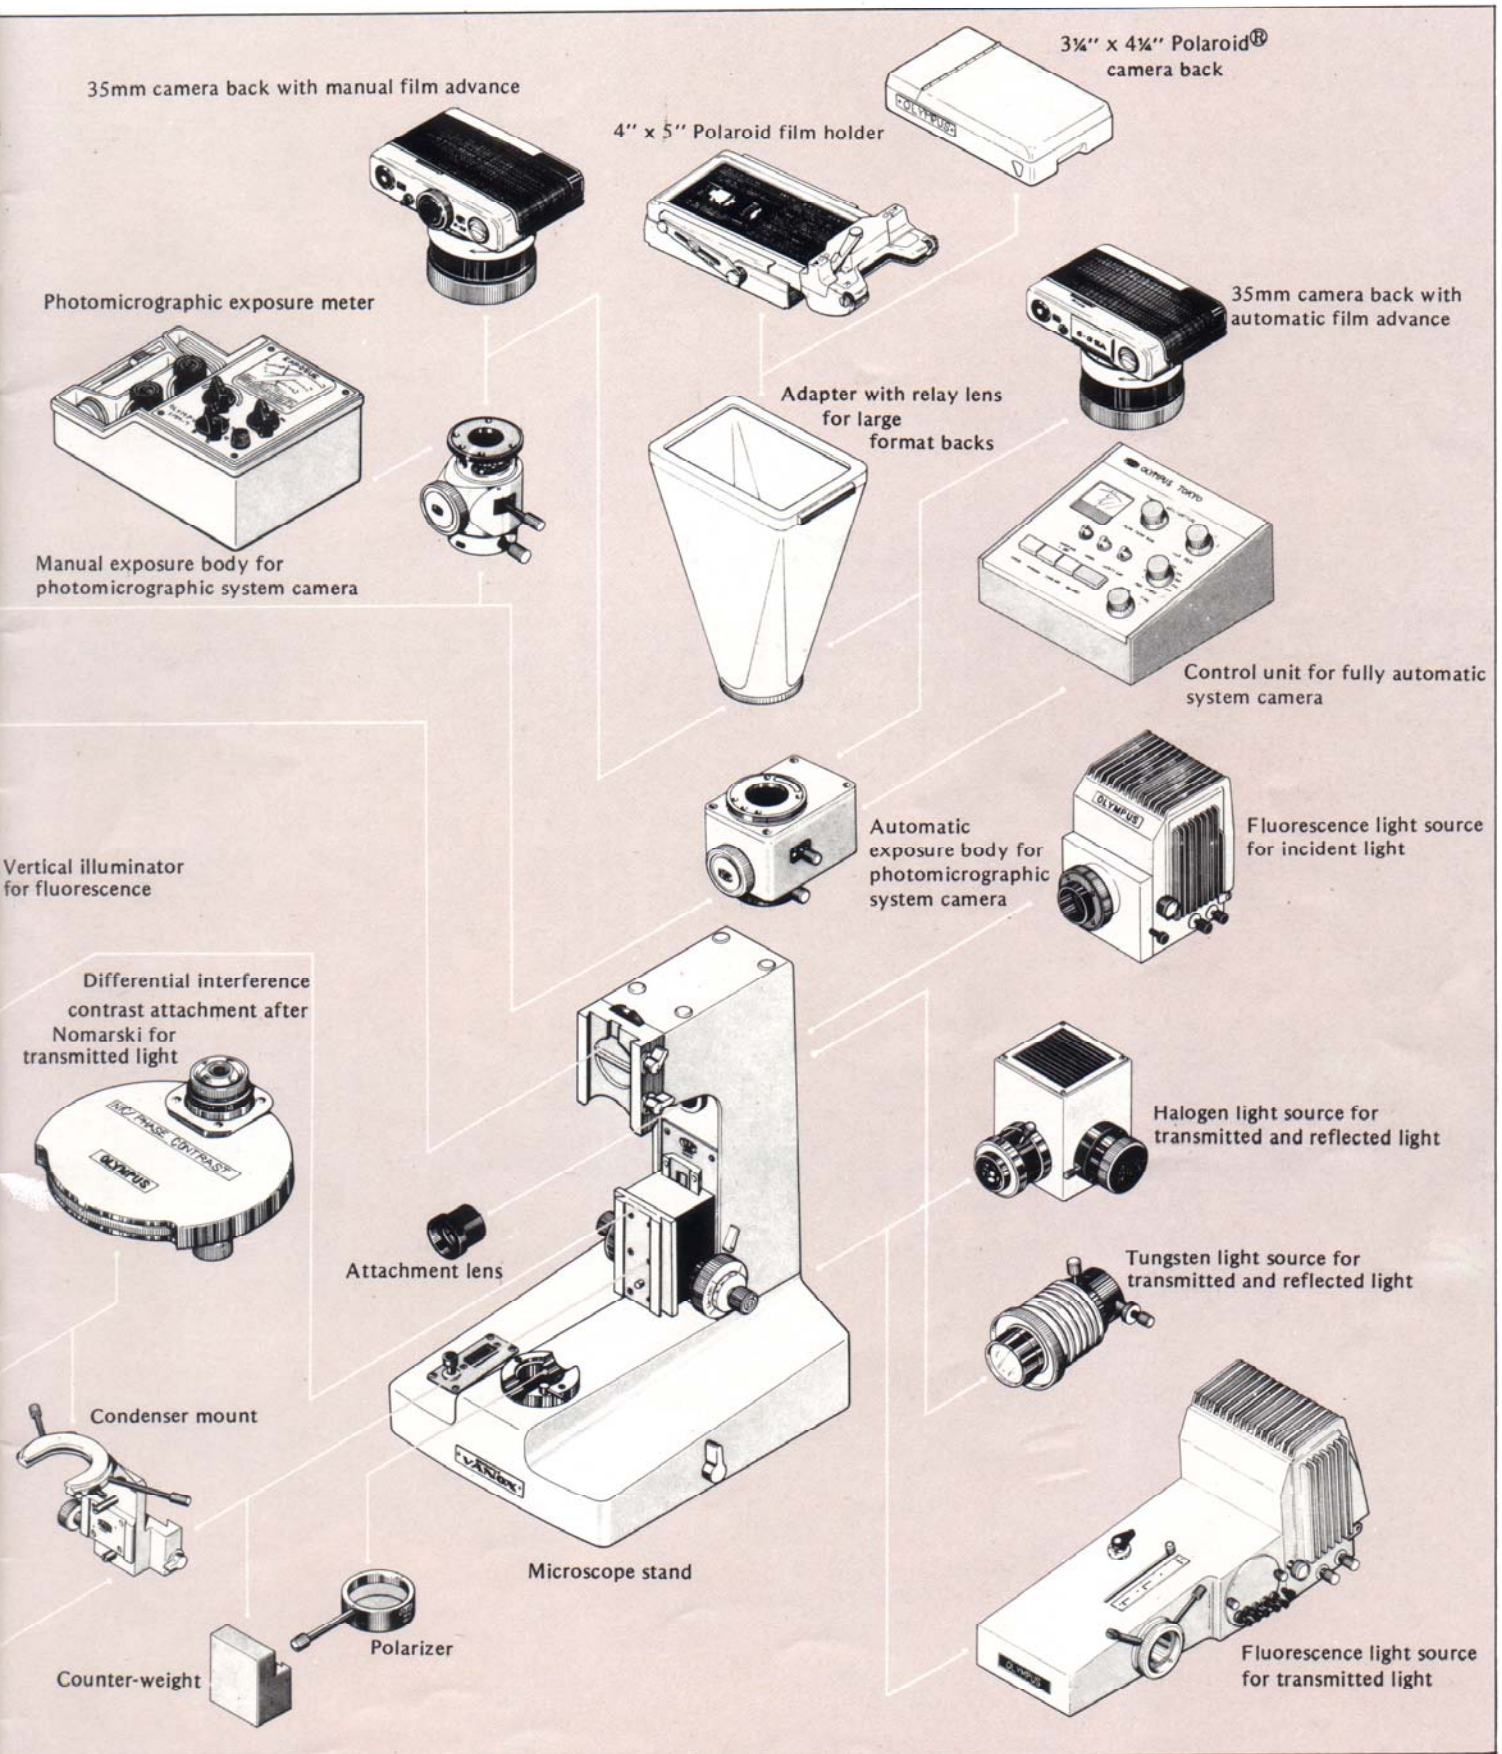 3¼" x 4¼" Polaroid®
camera back
35mm camera back with manual film advance
4" x 5" Polaroid film holder
OLYMPUS
35mm camera back with
automatic film advance
Photomicrographic exposure meter
EXPOSURE
OLYMPUS
Adapter with relay lens
for large
format backs
OLYMPUS TOKYO
Manual exposure body for
photomicrographic system camera
Control unit for fully automatic
system camera
OLYMPUS
Automatic
exposure body for
photomicrographic
system camera
Fluorescence light source
for incident light
Vertical illuminator
for fluorescence
Differential interference
contrast attachment after
Nomarski for
transmitted light
PHASE CONTRAST
OLYMPUS
Halogen light source for
transmitted and reflected light
Attachment lens
Tungsten light source for
transmitted and reflected light
Condenser mount
VANOX
Microscope stand
Polarizer
Counter-weight
OLYMPUS
Fluorescence light source
for transmitted light